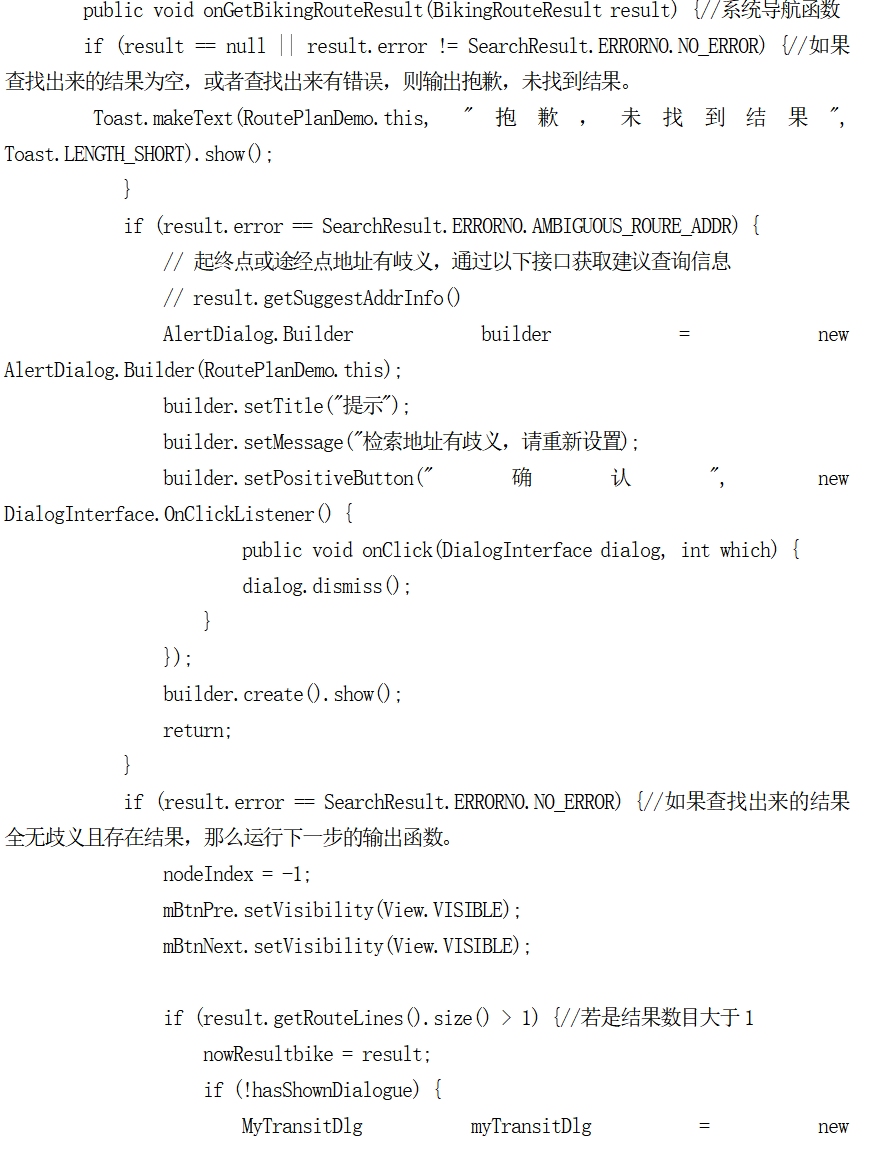 public void onGetBikingRouteResult(BikingRouteResult result) {//系统导航函数
if (result == null || result.error != SearchResult.ERRORNO.NO_ERROR) {//如果
查找出来的结果为空，或者查找出来有错误，则输出抱歉，未找到结果。
Toast.makeText(RoutePlanDemo.this, "抱歉，未找到结果",
Toast.LENGTH_SHORT).show();
}
if (result.error == SearchResult.ERRORNO.AMBIGUOUS_ROURE_ADDR) {
// 起终点或途经点地址有岐义，通过以下接口获取建议查询信息
// result.getSuggestAddrInfo()
AlertDialog.Builder builder = new
AlertDialog.Builder(RoutePlanDemo.this);
builder.setTitle("提示");
builder.setMessage("检索地址有歧义，请重新设置);
builder.setPositiveButton("确认", new
DialogInterface.OnClickListener() {
public void onClick(DialogInterface dialog, int which) {
dialog.dismiss();
}
});
builder.create().show();
return;
}
if (result.error == SearchResult.ERRORNO.NO_ERROR) {//如果查找出来的结果
全无歧义且存在结果，那么运行下一步的输出函数。
nodeIndex = -1;
mBtnPre.setVisibility(View.VISIBLE);
mBtnNext.setVisibility(View.VISIBLE);
if (result.getRouteLines().size() > 1) {//若是结果数目大于 1
nowResultbike = result;
if (!hasShownDialogue) {
MyTransitDlg myTransitDlg = new